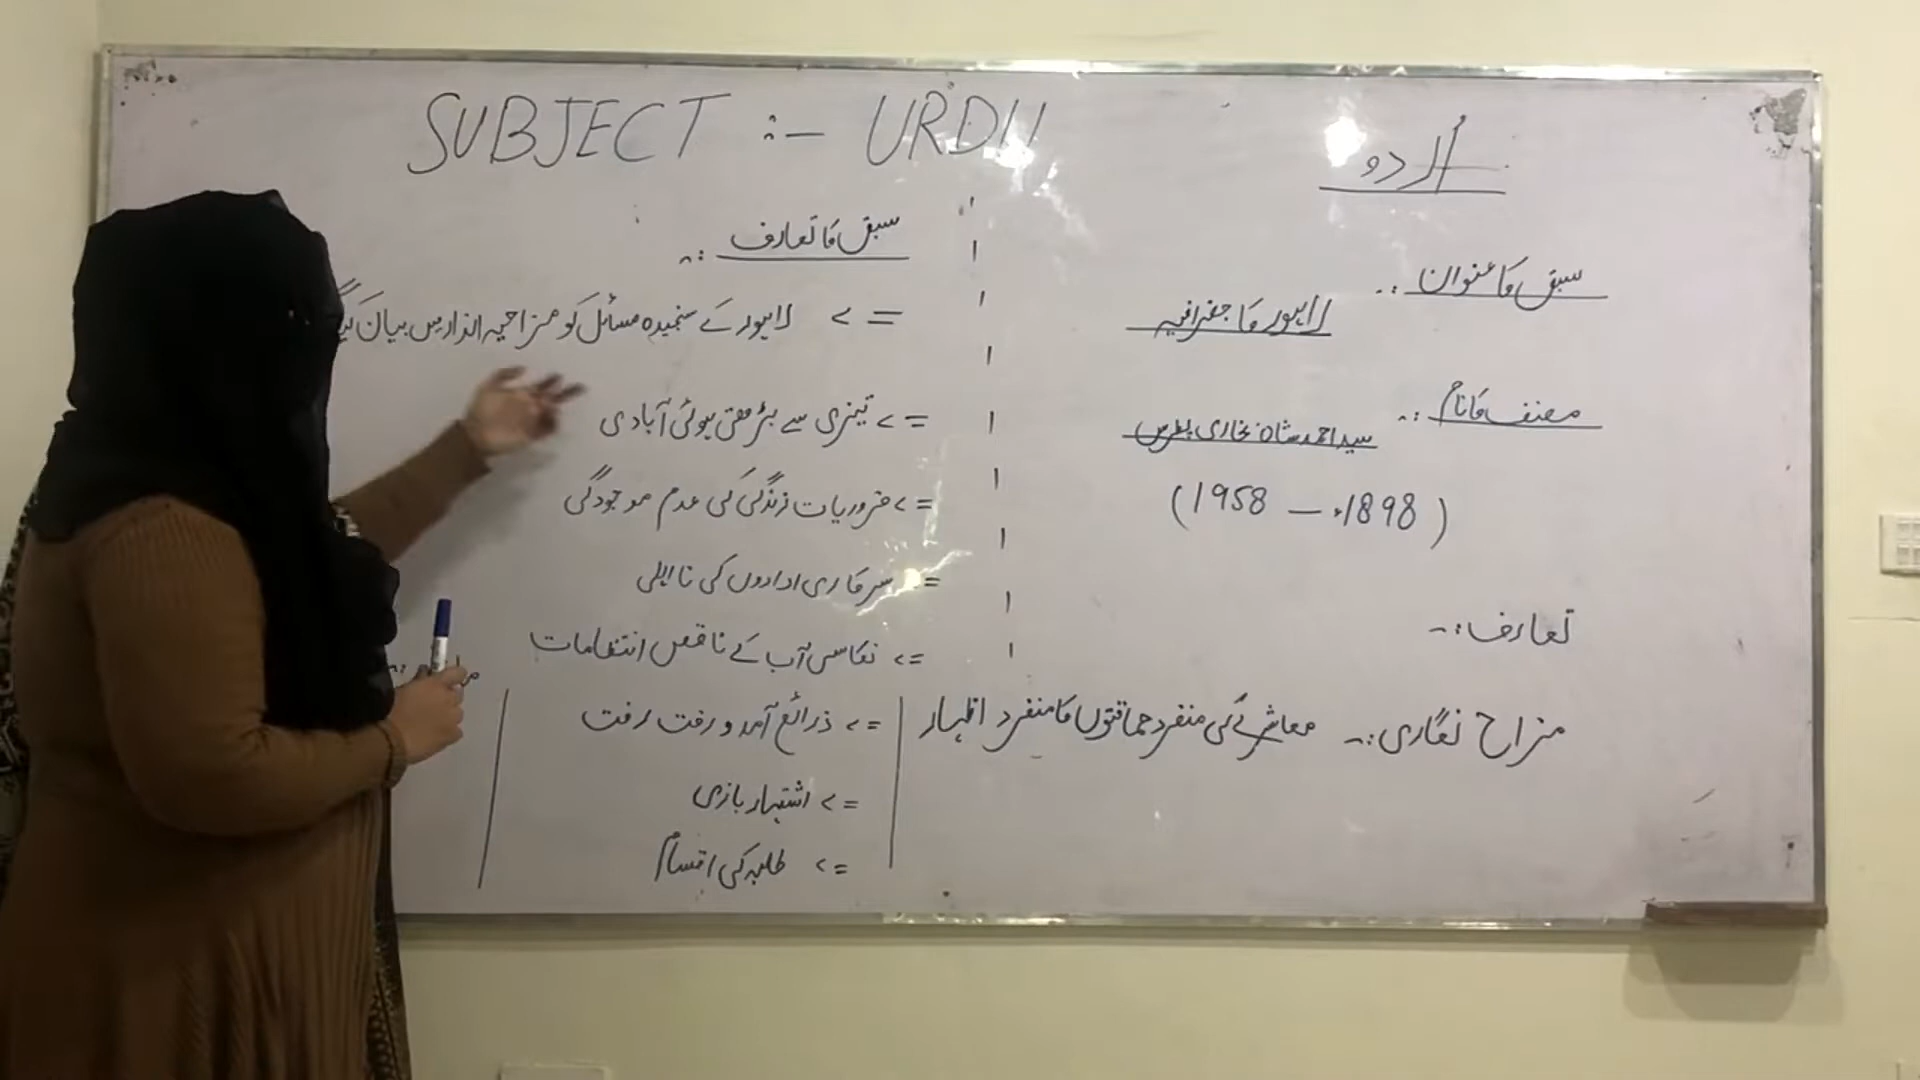 SUBJECT :- URDU
اُردو
سبق کا عنوان :-
لاہور کا جغرافیہ
مصنف کا نام :-
سید احمد شاہ بخاری پطرس
(1898ء — 1958)
تعارف :-
مزاح نگاری :- معاشرے کی منفرد حماقتوں کا منفرد اظہار
سبق کا تعارف :-
=> لاہور کے سنجیدہ مسائل کو مزاحیہ انداز میں بیان
=> تیزی سے بڑھتی ہوئی آبادی
=> ضروریات زندگی کی عدم موجودگی
= سرکاری اداروں کی نااہلی
=> نکاسی آب کے ناقص انتظامات
=> ذرائع آمد و رفت رفت
=> اشتہار بازی
=> طلبہ کی اقسام